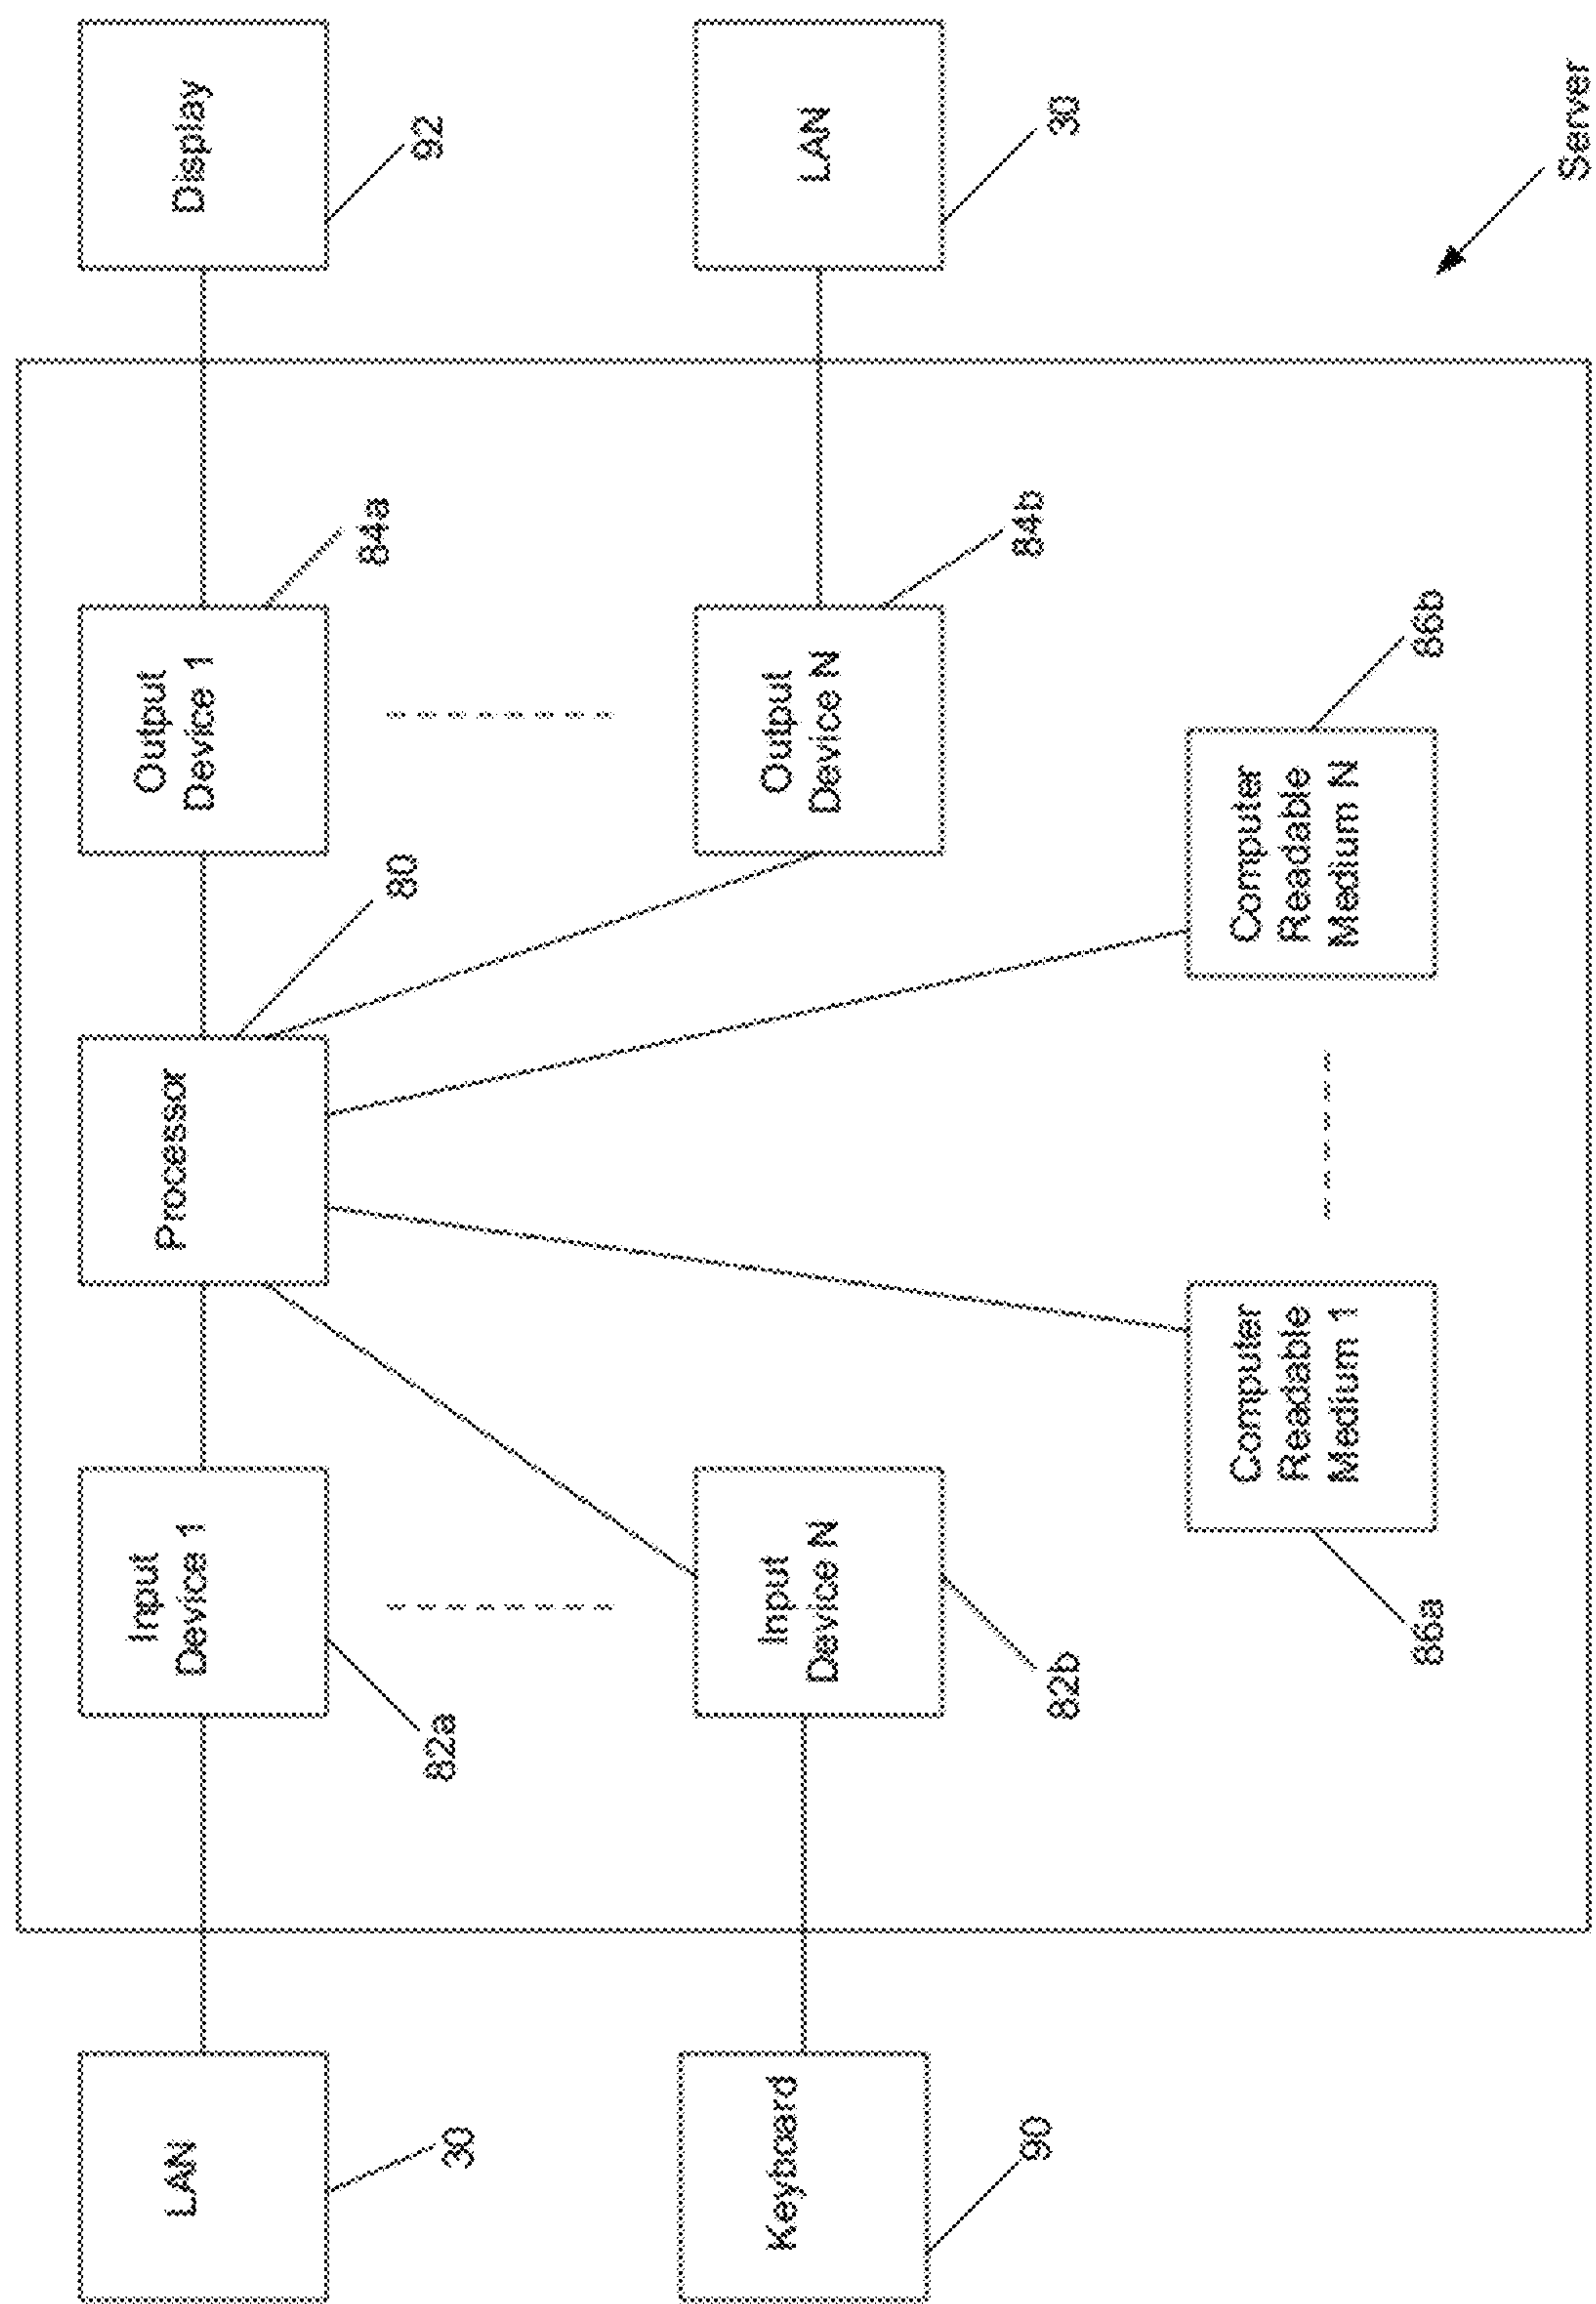 LAN
Input
Device 1
Processor
Output
Device 1
Display
30
82a
80
84a
92
Keyboard
Input
Device N
Output
Device N
LAN
90
82b
84b
30
Computer
Readable
Medium 1
Computer
Readable
Medium N
86a
86b
Server